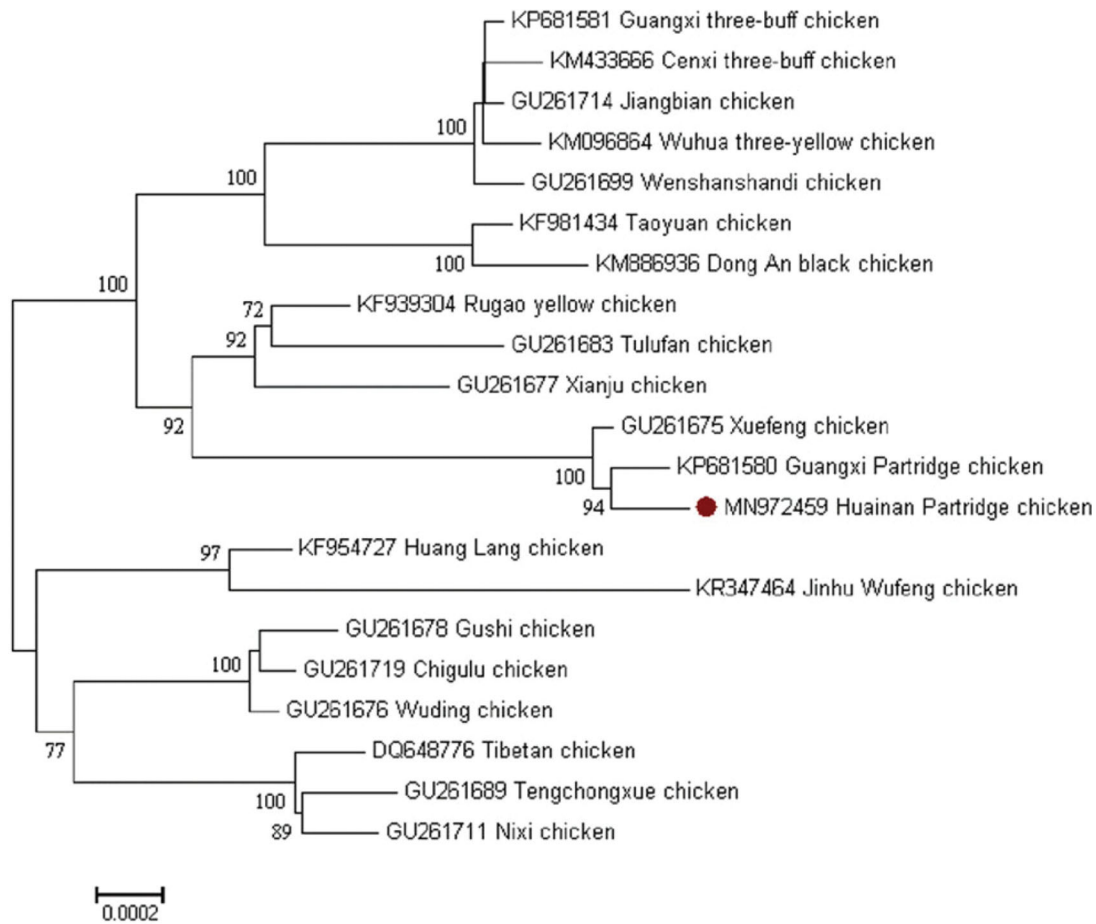 KP681581 Guangxi three-buff chicken
KM433666 Cenxi three-buff chicken
GU261714 Jiangbian chicken
100
KM096864 Wuhua three-yellow chicken
100
GU261699 Wenshanshandi chicken
KF981434 Taoyuan chicken
100
KM886936 Dong An black chicken
100
KF939304 Rugao yellow chicken
72
92
GU261683 Tulufan chicken
GU261677 Xianju chicken
92
GU261675 Xuefeng chicken
KP681580 Guangxi Partridge chicken
100
94
MN972459 Huainan Partridge chicken
97
KF954727 Huang Lang chicken
KR347464 Jinhu Wufeng chicken
GU261678 Gushi chicken
100
GU261719 Chigulu chicken
GU261676 Wuding chicken
77
DQ648776 Tibetan chicken
GU261689 Tengchongxue chicken
100
89
GU261711 Nixi chicken
0.0002